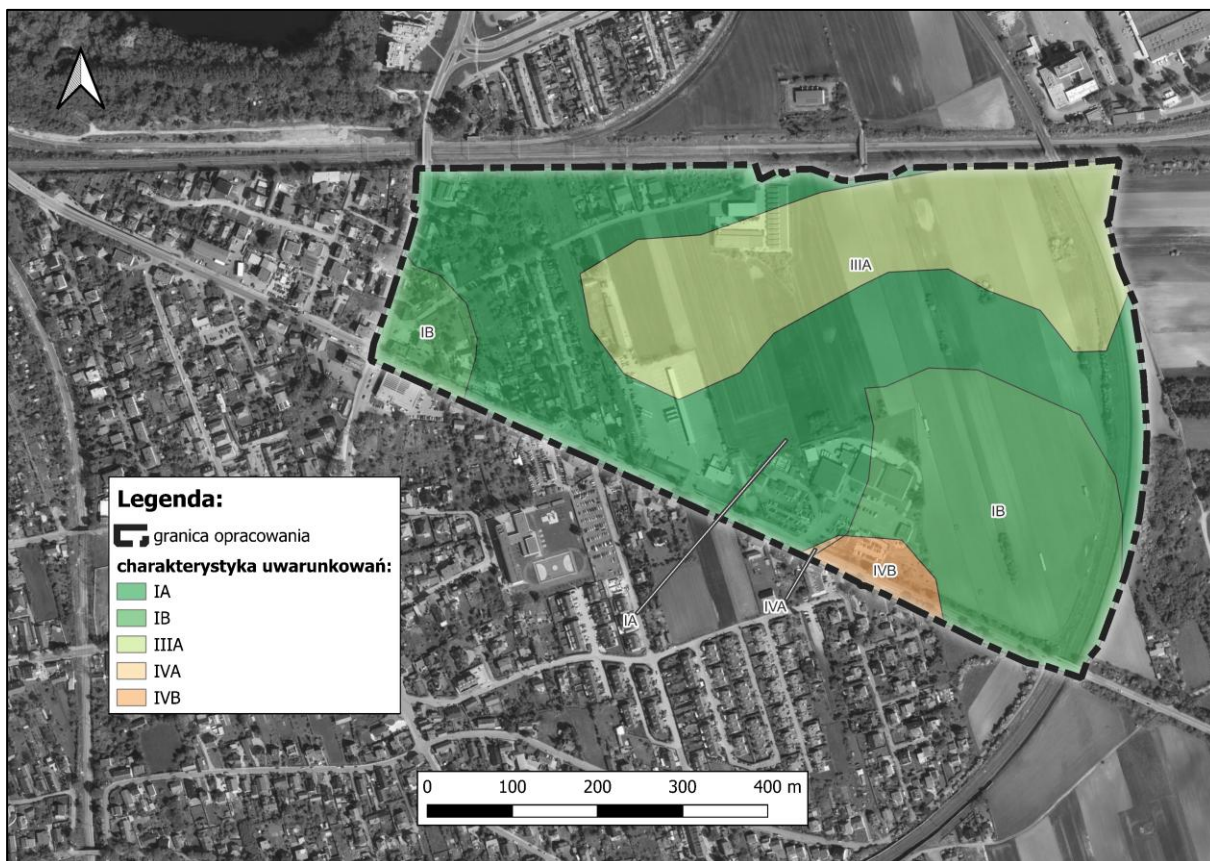 IIIA
IB
IB
IVB
IVA
IA
Legenda:
granica opracowania
charakterystyka uwarunkowań:
IA
IB
IIIA
IVA
IVB
0 100 200 300 400 m